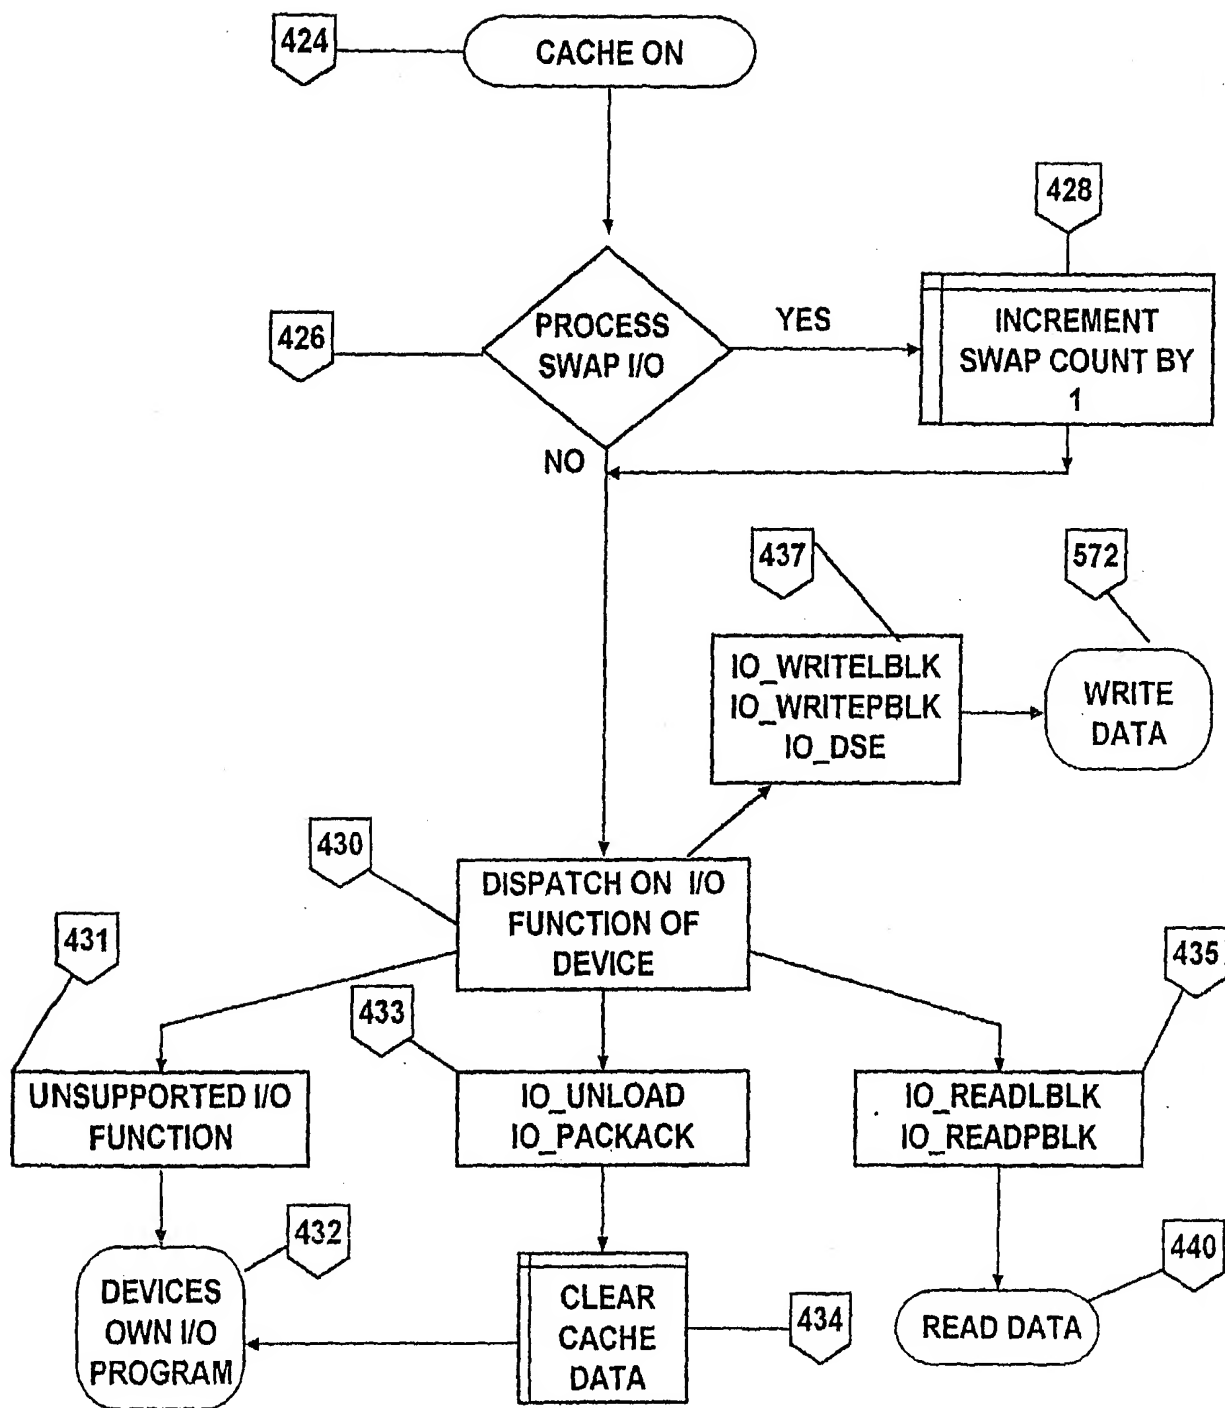 424
CACHE ON
428
426
PROCESS
SWAP I/O
YES
INCREMENT
SWAP COUNT BY
1
NO
437
572
IO_WRITELBLK
IO_WRITEPBLK
IO_DSE
WRITE
DATA
430
DISPATCH ON I/O
FUNCTION OF
DEVICE
431
433
435
UNSUPPORTED I/O
FUNCTION
IO_UNLOAD
IO_PACKACK
IO_READLBLK
IO_READPBLK
432
440
DEVICES
OWN I/O
PROGRAM
CLEAR
CACHE
DATA
434
READ DATA